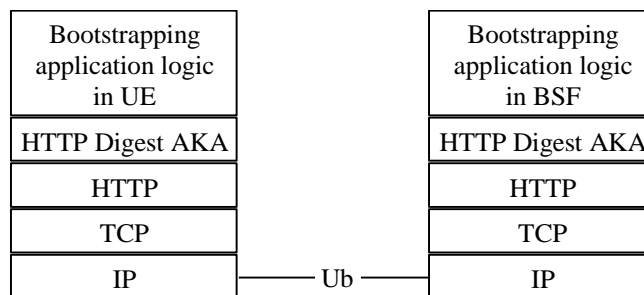 Bootstrapping
application logic
in UE
HTTP Digest AKA
HTTP
TCP
IP
Ub
Bootstrapping
application logic
in BSF
HTTP Digest AKA
HTTP
TCP
IP